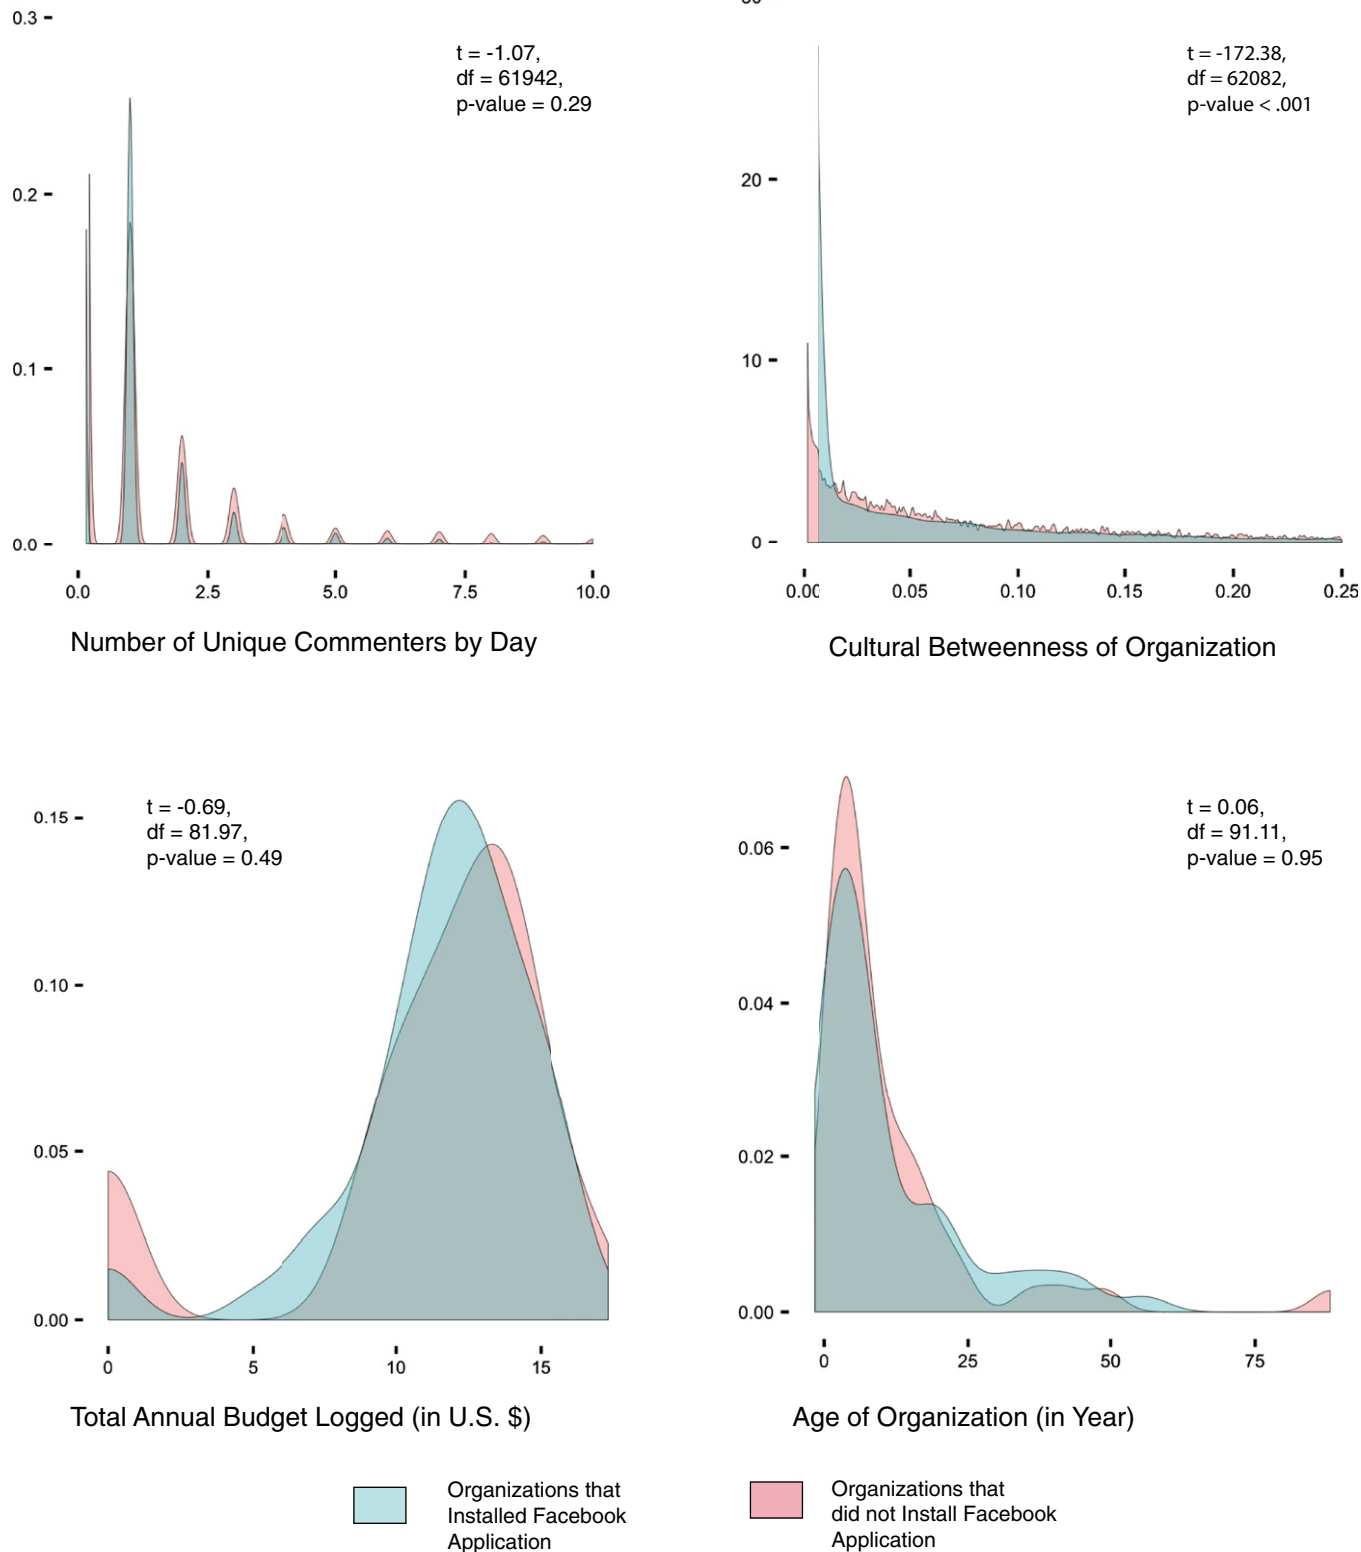 0.3
0.2
0.1
0.0
t = -1.07,
df = 61942,
p-value = 0.29
0.0
2.5
5.0
7.5
10.0
Number of Unique Commenters by Day
20
10
0
t = -172.38,
df = 62082,
p-value < .001
0.00
0.05
0.10
0.15
0.20
0.25
Cultural Betweenness of Organization
0.15
0.10
0.05
0.00
t = -0.69,
df = 81.97,
p-value = 0.49
0
5
10
15
Total Annual Budget Logged (in U.S. $)
0.06
0.04
0.02
0.00
t = 0.06,
df = 91.11,
p-value = 0.95
0
25
50
75
Age of Organization (in Year)
Organizations that
Installed Facebook
Application
Organizations that
did not Install Facebook
Application